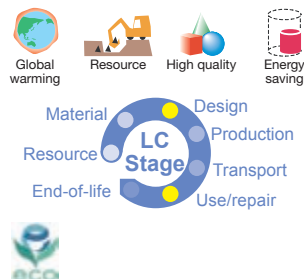 Global
warming
Resource
High quality
Energy
saving
Material
Design
Resource
LC
Stage
Production
End-of-life
Transport
Use/repair
eco